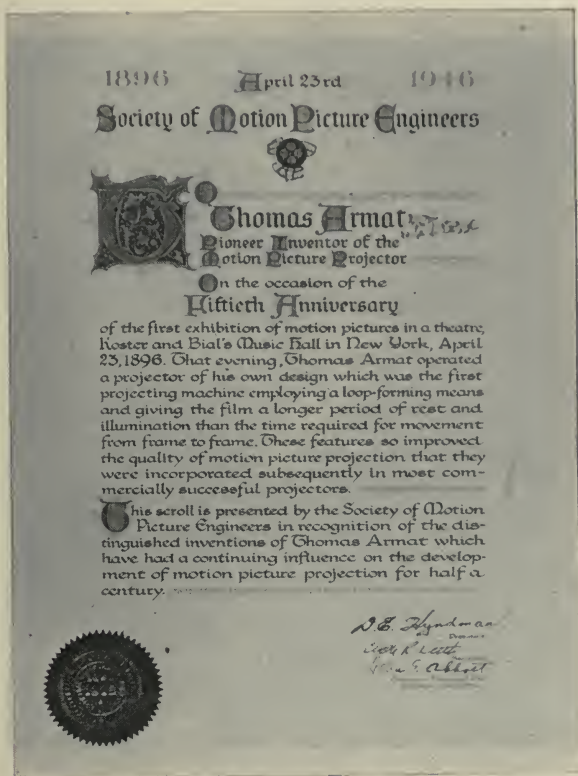 1896 April 23rd 1946
Society of Motion Picture Engineers
To
Thomas Armat
Pioneer Inventor of the
Motion Picture Projector
On the occasion of the
Fiftieth Anniversary
of the first exhibition of motion pictures in a theatre,
Koster and Bial's Music Hall in New York, April
23, 1896. That evening, Thomas Armat operated
a projector of his own design which was the first
projecting machine employing a loop-forming means
and giving the film a longer period of rest and
illumination than the time required for movement
from frame to frame. These features so improved
the quality of motion picture projection that they
were incorporated subsequently in most com-
mercially successful projectors.
This scroll is presented by the Society of Motion
Picture Engineers in recognition of the dis-
tinguished inventions of Thomas Armat which
have had a continuing influence on the develop-
ment of motion picture projection for half a
century.
D. E. Hyndman
Abbott